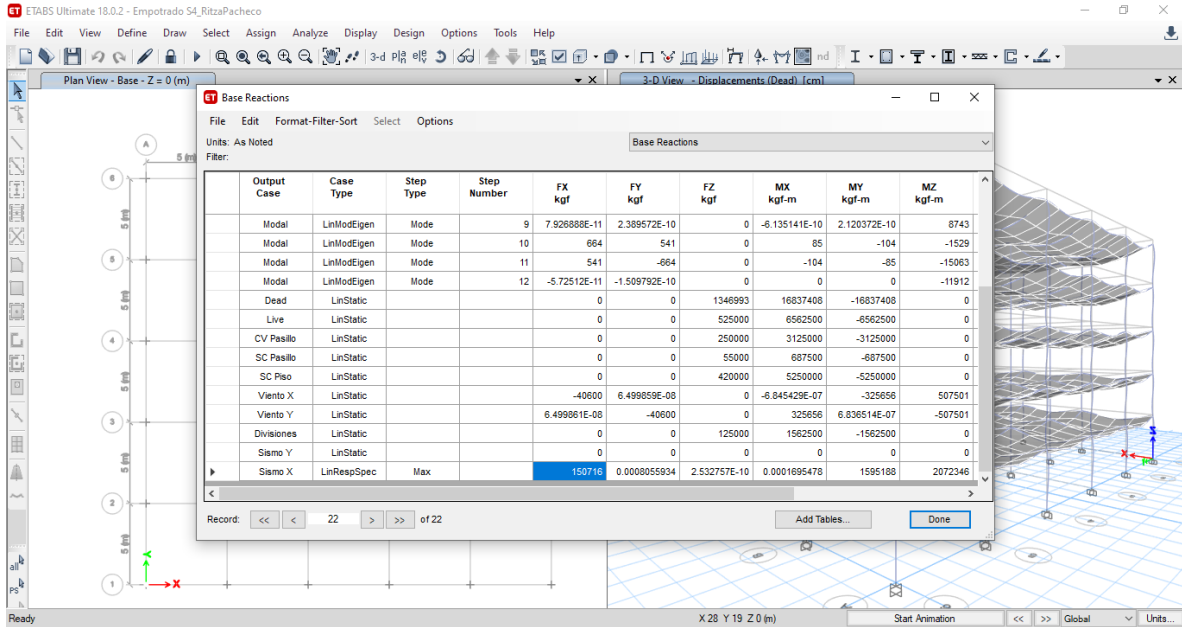 ETABS Ultimate 18.0.2 - Empotrado S4_RitzaPacheco
File Edit View Define Draw Select Assign Analyze Display Design Options Tools Help
3-d plạ elẹ nd
Plan View - Base - Z = 0 (m)
3-D View - Displacements (Dead) [cm]
Base Reactions
File Edit Format-Filter-Sort Select Options
Units: As Noted Base Reactions
Filter:
Output Case Case Type Step Type Step Number FX kgf FY kgf FZ kgf MX kgf-m MY kgf-m MZ kgf-m
Modal LinModEigen Mode 9 7.926888E-11 2.389572E-10 0 -6.135141E-10 2.120372E-10 8743
Modal LinModEigen Mode 10 664 541 0 85 -104 -1529
Modal LinModEigen Mode 11 541 -664 0 -104 -85 -15063
Modal LinModEigen Mode 12 -5.72512E-11 -1.509792E-10 0 0 0 -11912
Dead LinStatic 0 0 1346993 16837408 -16837408 0
Live LinStatic 0 0 525000 6562500 -6562500 0
CV Pasillo LinStatic 0 0 250000 3125000 -3125000 0
SC Pasillo LinStatic 0 0 55000 687500 -687500 0
SC Piso LinStatic 0 0 420000 5250000 -5250000 0
Viento X LinStatic -40600 6.499859E-08 0 -6.845429E-07 -325656 507501
Viento Y LinStatic 6.499861E-08 -40600 0 325656 6.836514E-07 -507501
Divisiones LinStatic 0 0 125000 1562500 -1562500 0
Sismo Y LinStatic 0 0 0 0 0 0
Sismo X LinRespSpec Max 150716 0.0008055934 2.532757E-10 0.0001695478 1595188 2072346
Record: << < 22 > >> of 22 Add Tables... Done
A
5 (m)
6
5 (m)
5
5 (m)
4
5 (m)
3
5 (m)
2
5 (m)
1
Y
X
Z
X
all
ps
Ready X 28 Y 19 Z 0 (m) Start Animation << >> Global Units...